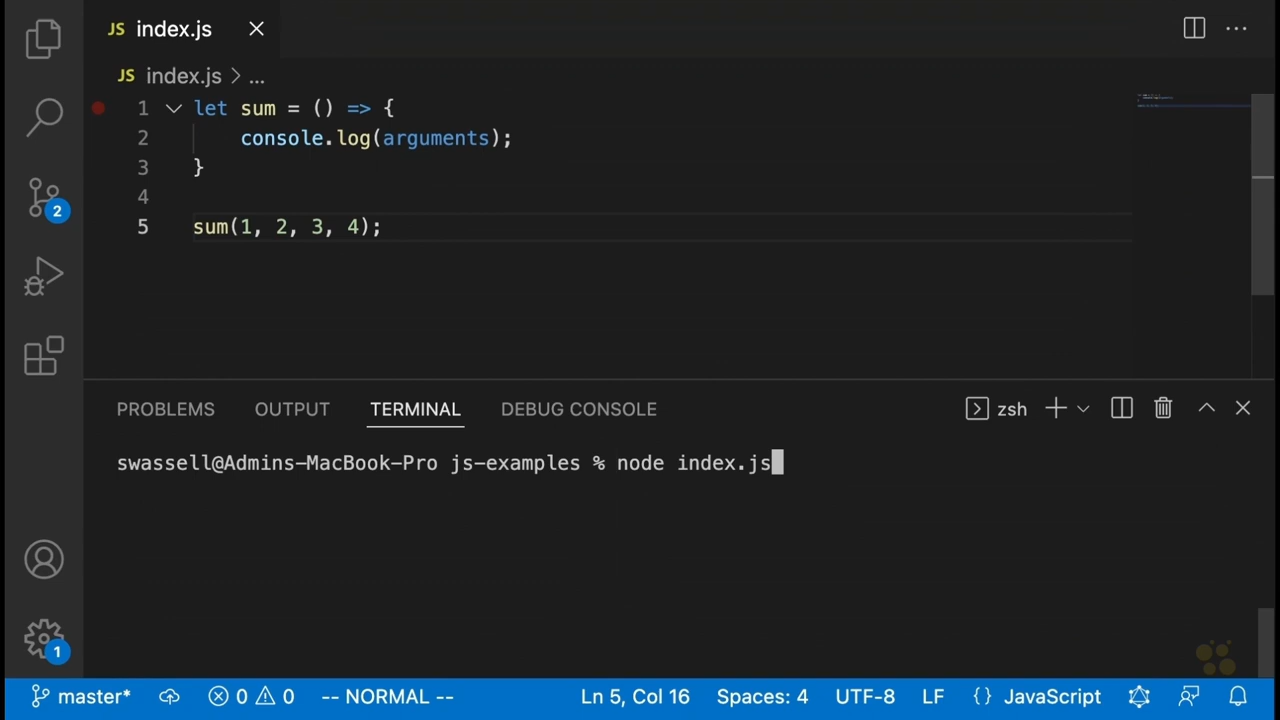 JS index.js
JS index.js > ...
1 let sum = () => {
2     console.log(arguments);
3 }
4
5 sum(1, 2, 3, 4);
PROBLEMS OUTPUT TERMINAL DEBUG CONSOLE zsh
swassell@Admins-MacBook-Pro js-examples % node index.js
2
1
master* 0 0 -- NORMAL -- Ln 5, Col 16 Spaces: 4 UTF-8 LF {} JavaScript